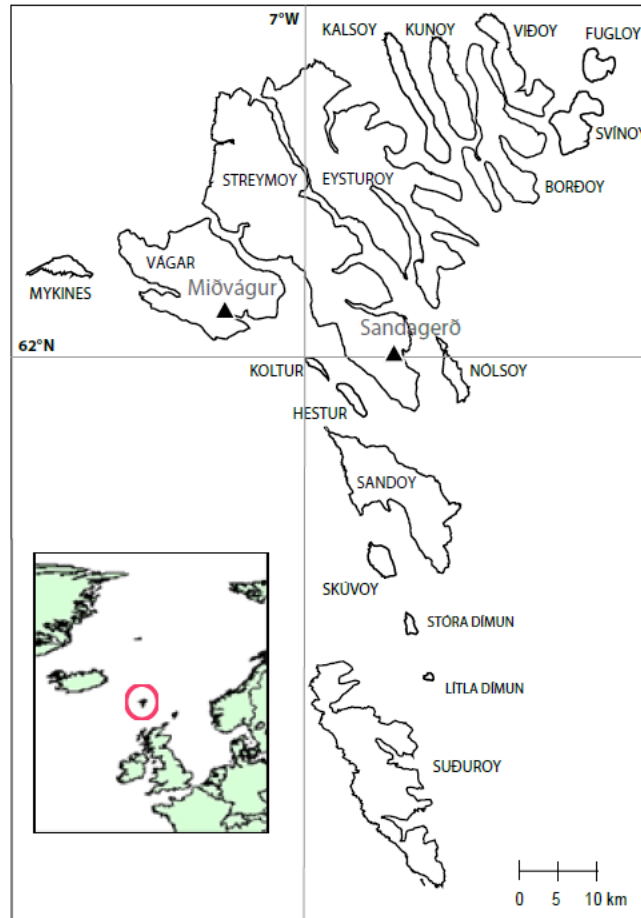 7°W
KALSOY
KUNOY
VIÐOY
FUGLOY
SVÍNOY
STREYMOY
EYSTUROY
BORÐOY
VÁGAR
MYKINES
Miðvágur
Sandagerð
62°N
KOLTUR
NÓLSOY
HESTUR
SANDOY
SKÚVOY
STÓRA DÍMUN
LÍTLA DÍMUN
SUÐUROY
0 5 10 km